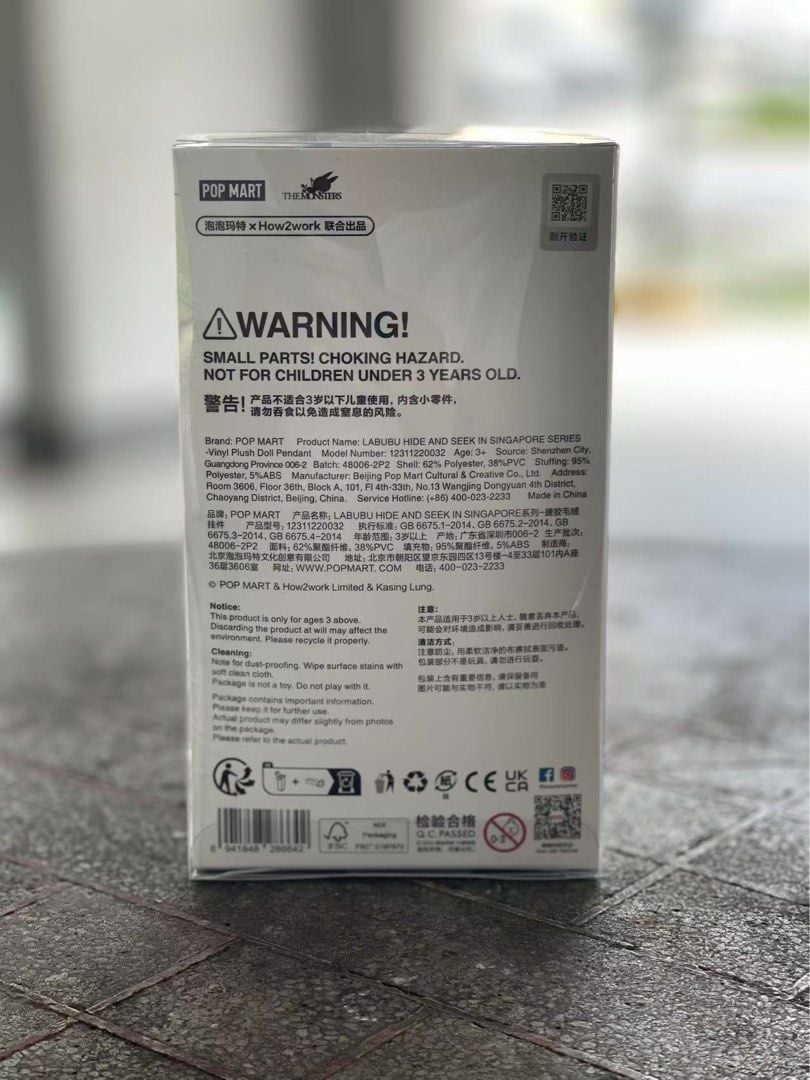 POP MART
THE MONSTERS
泡泡玛特 × How2work 联合出品
刮开验证
WARNING!
SMALL PARTS! CHOKING HAZARD.
NOT FOR CHILDREN UNDER 3 YEARS OLD.
警告! 产品不适合3岁以下儿童使用，内含小零件，
请勿吞食以免造成窒息的风险。
Brand: POP MART Product Name: LABUBU HIDE AND SEEK IN SINGAPORE SERIES
-Vinyl Plush Doll Pendant Model Number: 12311220032 Age: 3+ Source: Shenzhen City,
Guangdong Province 006-2 Batch: 48006-2P2 Shell: 62% Polyester, 38%PVC Stuffing: 95%
Polyester, 5%ABS Manufacturer: Beijing Pop Mart Cultural & Creative Co., Ltd. Address:
Room 3606, Floor 36th, Block A, 101, Fl 4th-33th, No.13 Wangjing Dongyuan 4th District,
Chaoyang District, Beijing, China. Service Hotline: (+86) 400-023-2233 Made in China
品牌: POP MART 产品名称: LABUBU HIDE AND SEEK IN SINGAPORE系列-搪胶毛绒
挂件 产品型号: 12311220032 执行标准: GB 6675.1-2014、GB 6675.2-2014、GB
6675.3-2014、GB 6675.4-2014 年龄范围: 3岁以上 产地: 广东省深圳市006-2 生产批次:
48006-2P2 面料: 62%聚酯纤维, 38%PVC 填充物: 95%聚酯纤维, 5%ABS 制造商:
北京泡泡玛特文化创意有限公司 地址: 北京市朝阳区望京东园四区13号楼-4至33层101内A座
36层3606室 网址: WWW.POPMART.COM 电话: 400-023-2233
© POP MART & How2work Limited & Kasing Lung.
Notice:
This product is only for ages 3 above.
Discarding the product at will may affect the
environment. Please recycle it properly.
Cleaning:
Note for dust-proofing. Wipe surface stains with
soft clean cloth.
Package is not a toy. Do not play with it.
Package contains important information.
Please keep it for further use.
Actual product may differ slightly from photos
on the package.
Please refer to the actual product.
注意:
本产品适用于3岁以上人士，随意丢弃本产品，
可能会对环境造成影响，请妥善进行回收处理。
清洁方式:
注意防尘，用柔软洁净的布擦拭表面污迹。
包装部分不是玩具，请勿进行玩耍。
包装上含有重要信息，请保留备用
图片可能与实物不符，请以实物为准
CE
UK
CA
6 941848 286642
FSC
MIX
Packaging
检验合格
Q.C.PASSED
0-3